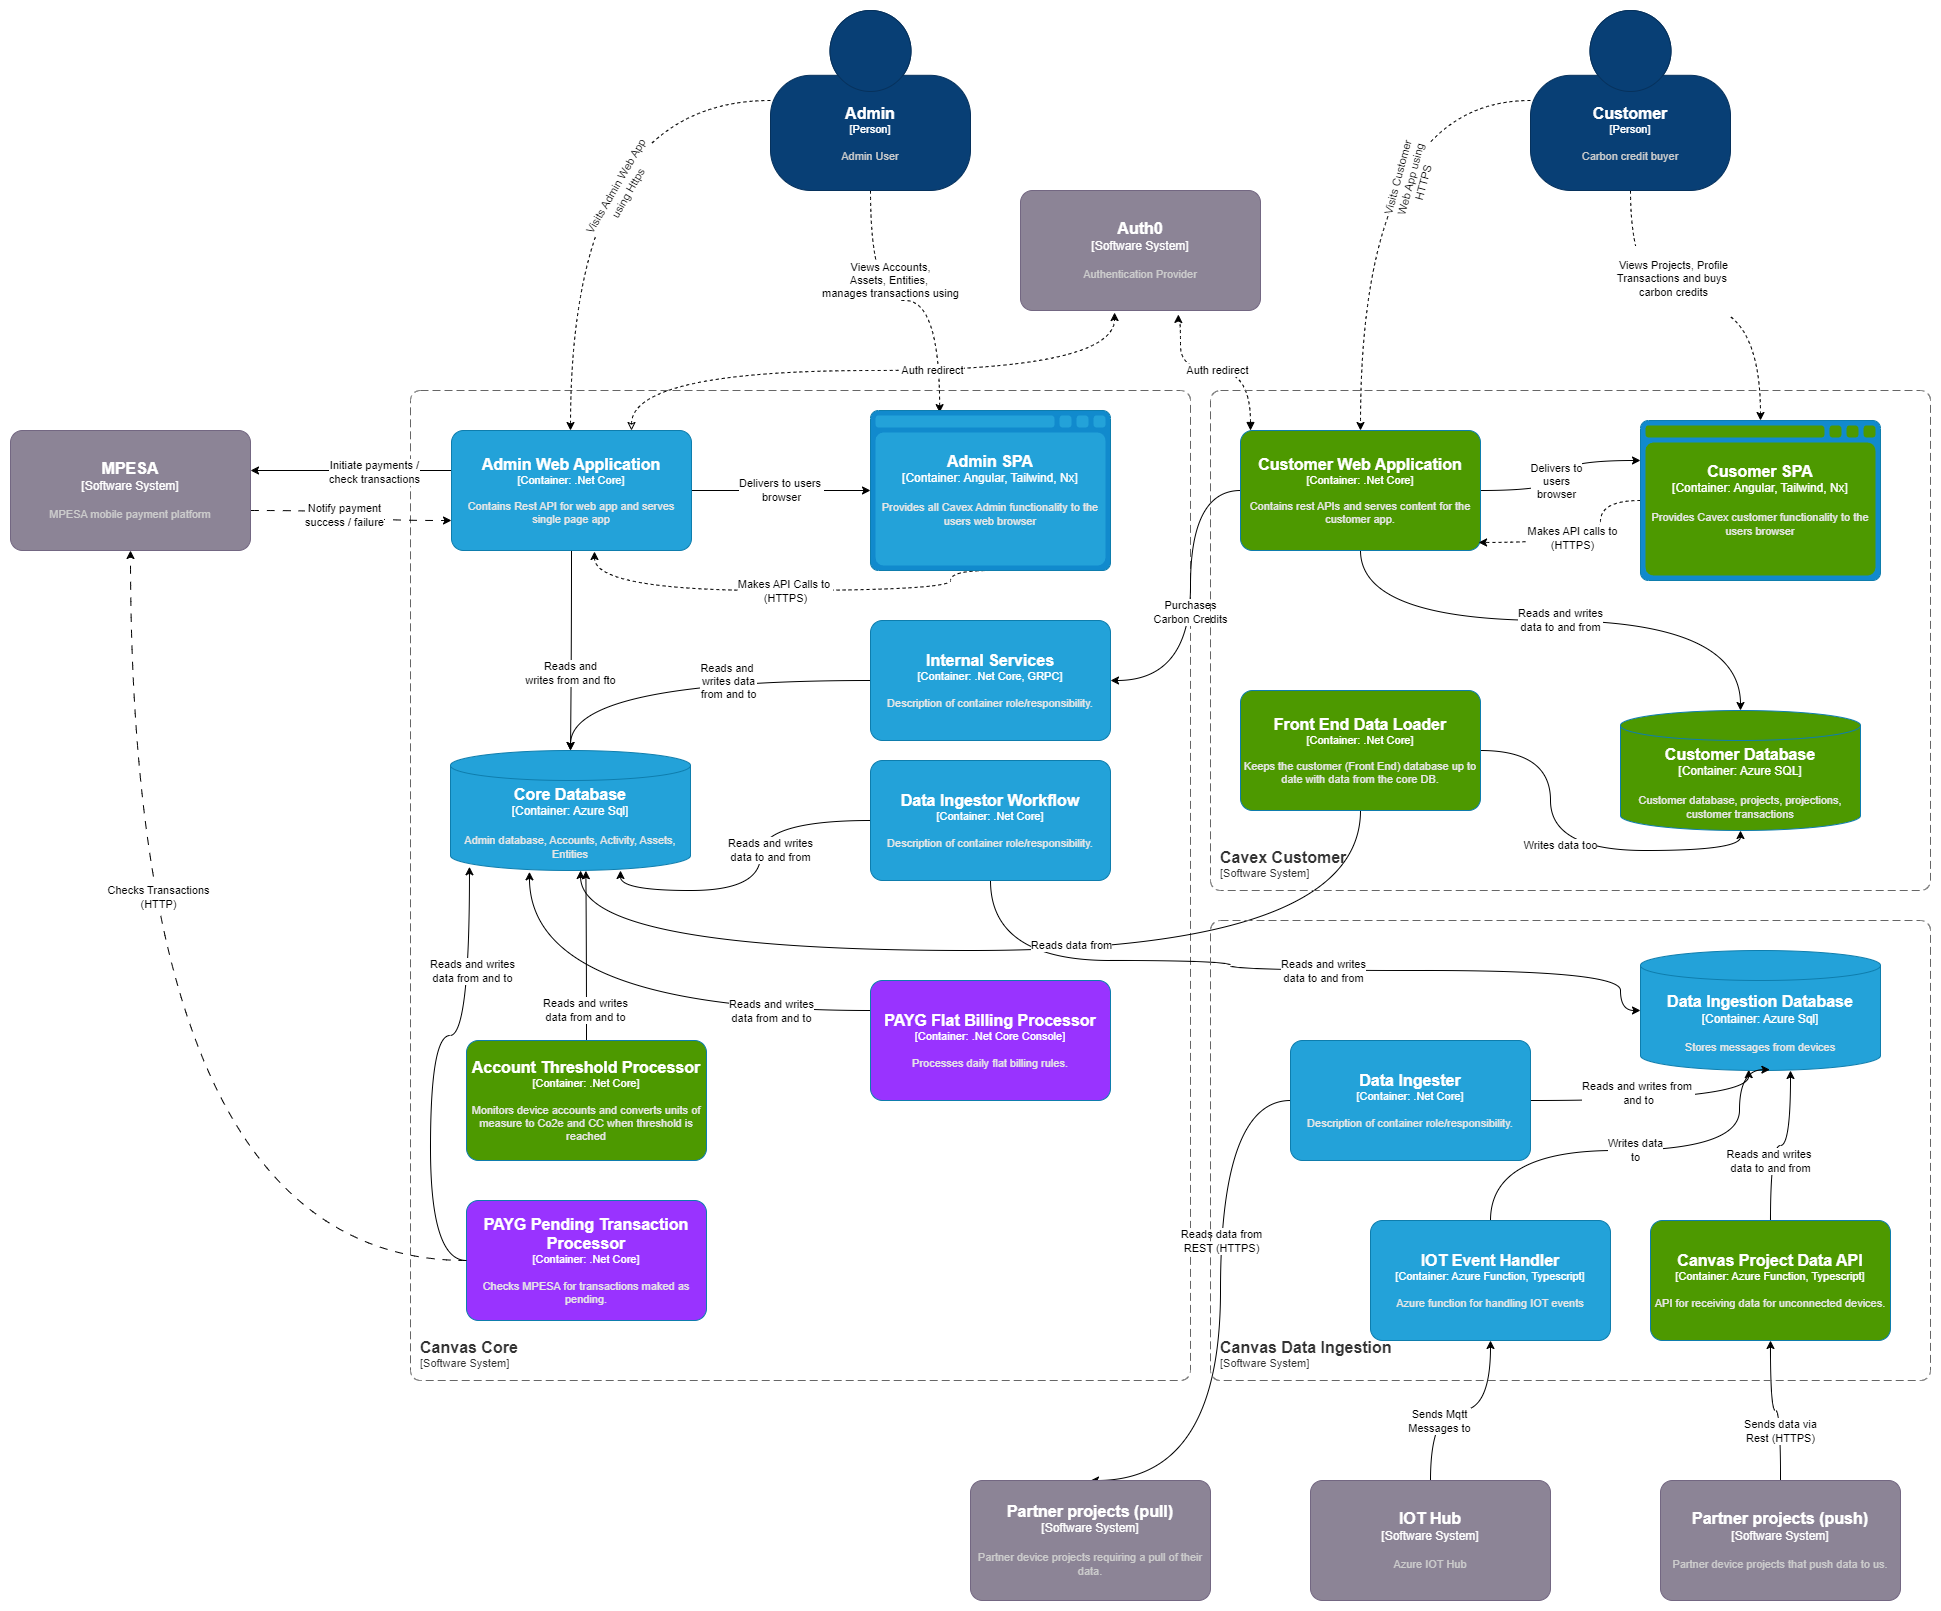 Admin
[Person]
Admin User
Customer
[Person]
Carbon credit buyer
Visits Admin Web App
using Https
Visits Customer
Web App using
HTTPS
Auth0
[Software System]
Authentication Provider
Views Accounts,
Assets, Entities,
manages transactions using
Views Projects, Profile
Transactions and buys
carbon credits
Auth redirect
Auth redirect
MPESA
[Software System]
MPESA mobile payment platform
Initiate payments /
check transactions
Notify payment
success / failure
Admin Web Application
[Container: .Net Core]
Contains Rest API for web app and serves
single page app
Delivers to users
browser
Admin SPA
[Container: Angular, Tailwind, Nx]
Provides all Cavex Admin functionality to the
users web browser
Makes API Calls to
(HTTPS)
Customer Web Application
[Container: .Net Core]
Contains rest APIs and serves content for the
customer app.
Delivers to
users
browser
Makes API calls to
(HTTPS)
Cusomer SPA
[Container: Angular, Tailwind, Nx]
Provides Cavex customer functionality to the
users browser
Purchases
Carbon Credits
Reads and writes
data to and from
Reads and
writes from and fto
Reads and
writes data
from and to
Internal Services
[Container: .Net Core, GRPC]
Description of container role/responsibility.
Front End Data Loader
[Container: .Net Core]
Keeps the customer (Front End) database up to
date with data from the core DB.
Customer Database
[Container: Azure SQL]
Customer database, projects, projections,
customer transactions
Writes data too
Cavex Customer
[Software System]
Core Database
[Container: Azure Sql]
Admin database, Accounts, Activity, Assets,
Entities
Reads and writes
data to and from
Data Ingestor Workflow
[Container: .Net Core]
Description of container role/responsibility.
Checks Transactions
(HTTP)
Reads data from
Reads and writes
data from and to
Reads and writes
data to and from
Reads and writes
data from and to
Reads and writes
data from and to
PAYG Flat Billing Processor
[Container: .Net Core Console]
Processes daily flat billing rules.
Data Ingestion Database
[Container: Azure Sql]
Stores messages from devices
Account Threshold Processor
[Container: .Net Core]
Monitors device accounts and converts units of
measure to Co2e and CC when threshold is
reached
Data Ingester
[Container: .Net Core]
Description of container role/responsibility.
Reads and writes from
and to
Writes data
to
Reads and writes
data to and from
PAYG Pending Transaction
Processor
[Container: .Net Core]
Checks MPESA for transactions maked as
pending.
Reads data from
REST (HTTPS)
IOT Event Handler
[Container: Azure Function, Typescript]
Azure function for handling IOT events
Canvas Project Data API
[Container: Azure Function, Typescript]
API for receiving data for unconnected devices.
Canvas Core
[Software System]
Canvas Data Ingestion
[Software System]
Sends Mqtt
Messages to
Sends data via
Rest (HTTPS)
Partner projects (pull)
[Software System]
Partner device projects requiring a pull of their
data.
IOT Hub
[Software System]
Azure IOT Hub
Partner projects (push)
[Software System]
Partner device projects that push data to us.